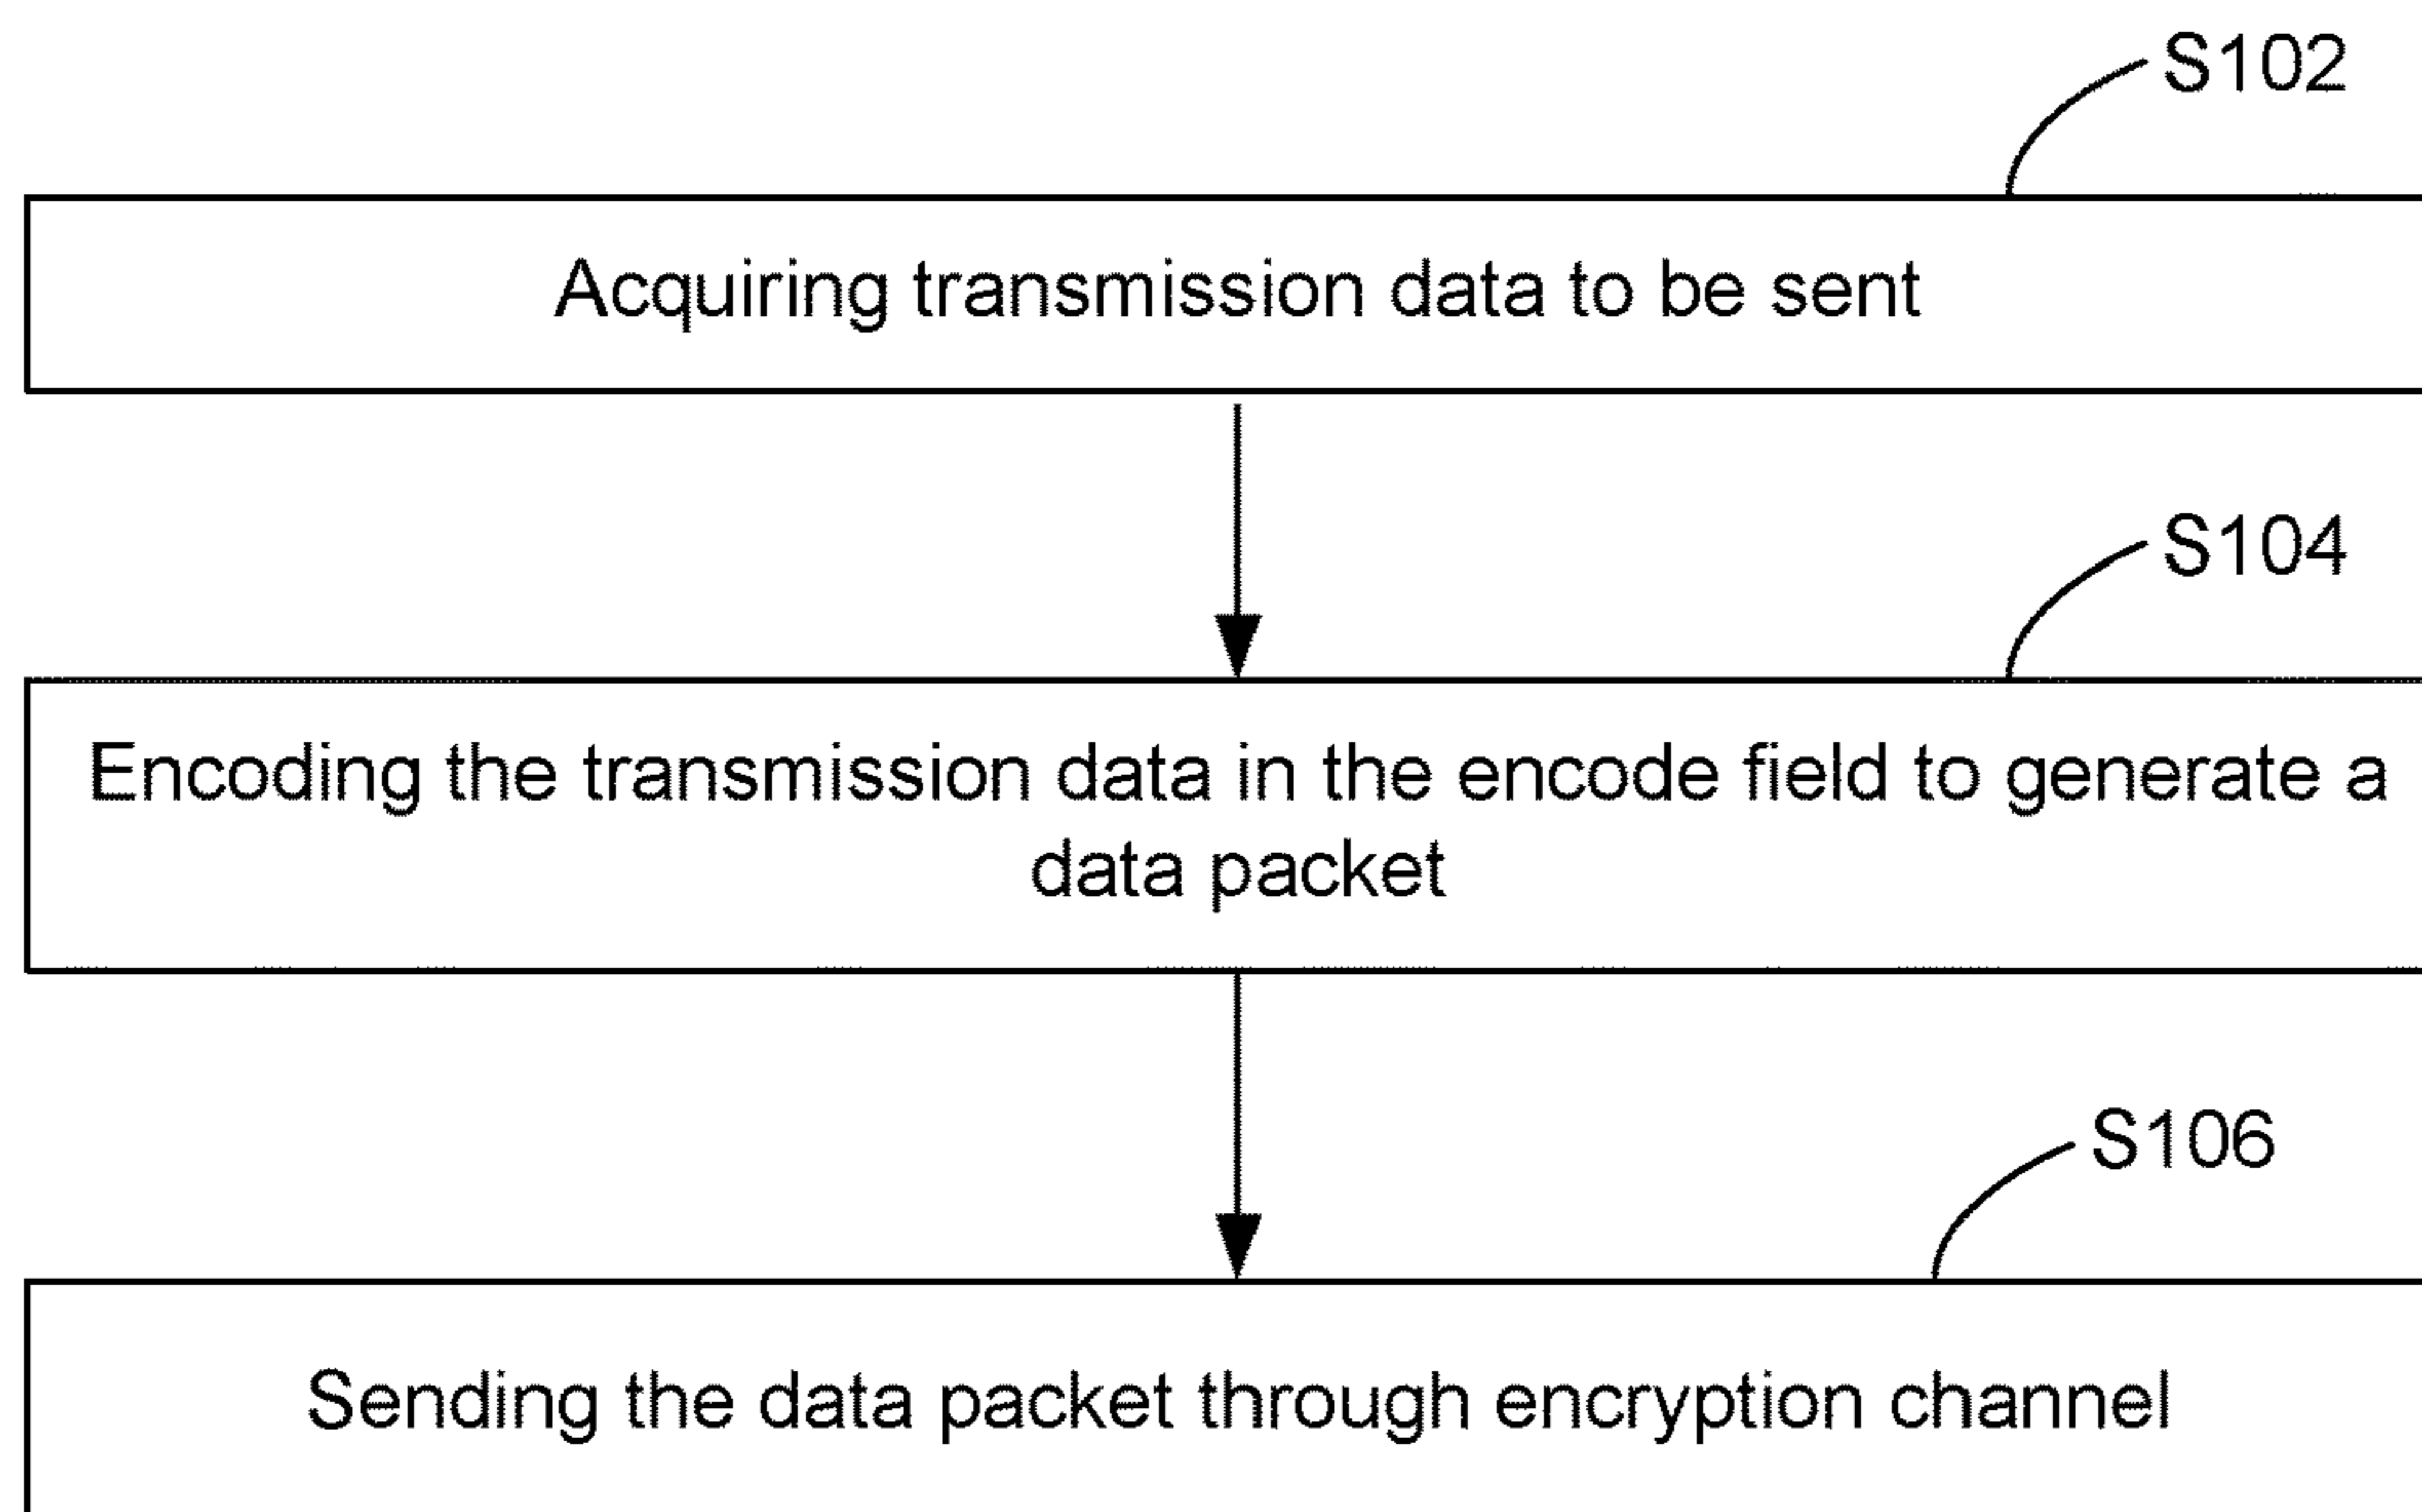 S102
Acquiring transmission data to be sent
S104
Encoding the transmission data in the encode field to generate a
data packet
S106
Sending the data packet through encryption channel